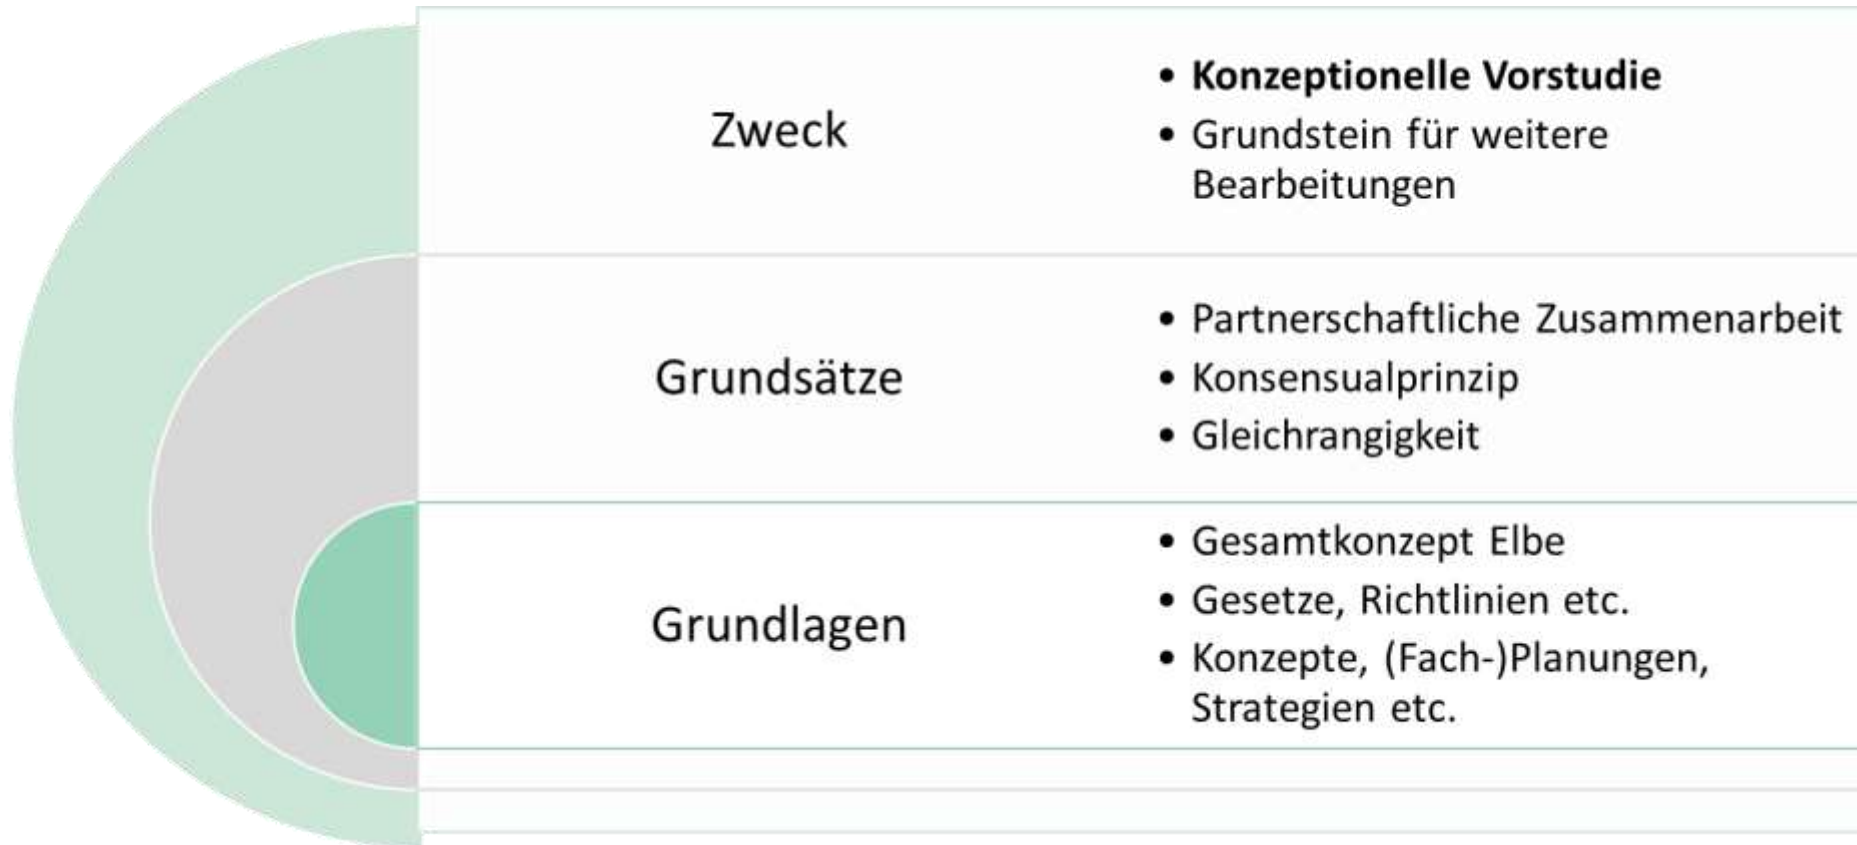 Zweck
• Konzeptionelle Vorstudie
• Grundstein für weitere
Bearbeitungen
Grundsätze
• Partnerschaftliche Zusammenarbeit
• Konsensualprinzip
• Gleichrangigkeit
Grundlagen
• Gesamtkonzept Elbe
• Gesetze, Richtlinien etc.
• Konzepte, (Fach-)Planungen,
Strategien etc.